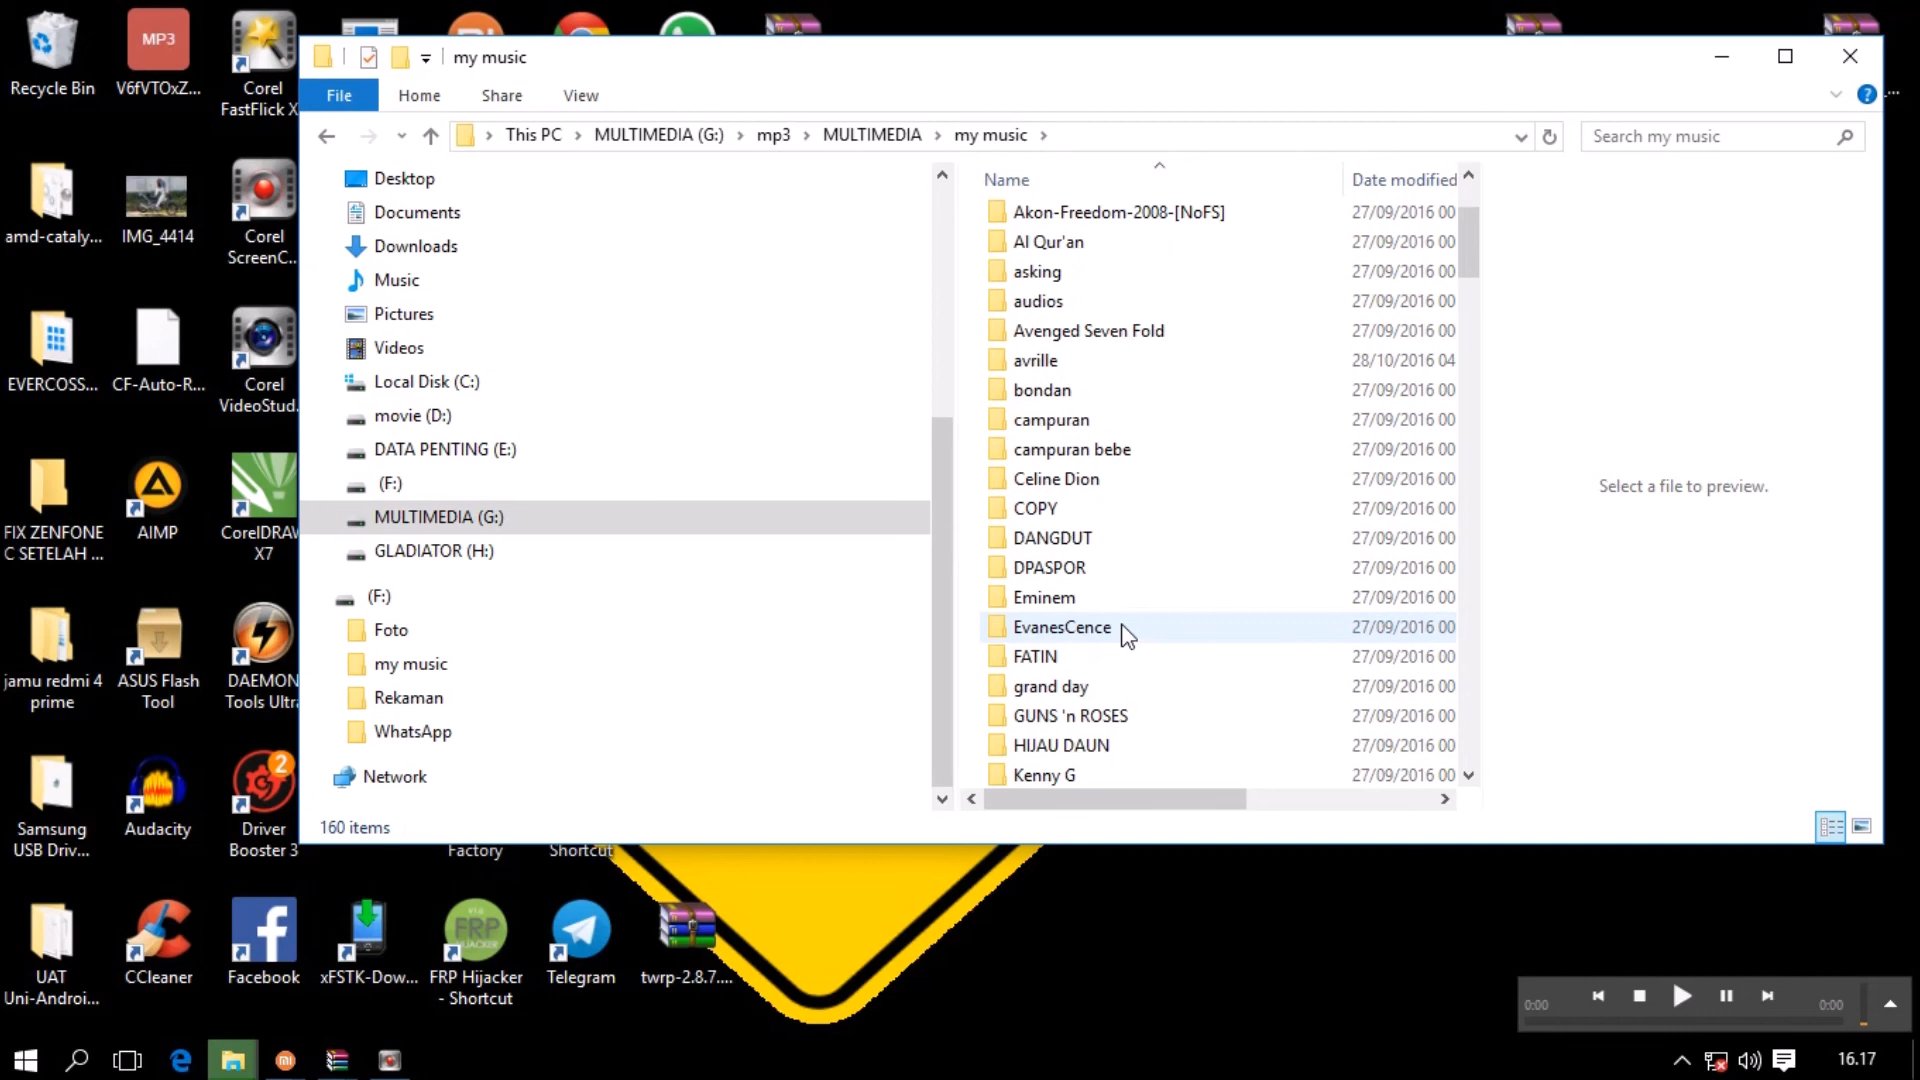 my music
File
Home
Share
View
This PC
MULTIMEDIA (G:)
mp3
MULTIMEDIA
my music
Search my music
Desktop
Documents
Downloads
Music
Pictures
Videos
Local Disk (C:)
movie (D:)
DATA PENTING (E:)
(F:)
MULTIMEDIA (G:)
GLADIATOR (H:)
(F:)
Foto
my music
Rekaman
WhatsApp
Network
Name
Date modified
Akon-Freedom-2008-[NoFS] 27/09/2016 00
Al Qur'an 27/09/2016 00
asking 27/09/2016 00
audios 27/09/2016 00
Avenged Seven Fold 27/09/2016 00
avrille 28/10/2016 04
bondan 27/09/2016 00
campuran 27/09/2016 00
campuran bebe 27/09/2016 00
Celine Dion 27/09/2016 00
COPY 27/09/2016 00
DANGDUT 27/09/2016 00
DPASPOR 27/09/2016 00
Eminem 27/09/2016 00
EvanesCence 27/09/2016 00
FATIN 27/09/2016 00
grand day 27/09/2016 00
GUNS 'n ROSES 27/09/2016 00
HIJAU DAUN 27/09/2016 00
Kenny G 27/09/2016 00
Select a file to preview.
160 items
Recycle Bin
MP3
V6fVTOxZ...
Corel
FastFlick X
amd-cataly...
IMG_4414
Corel
ScreenC...
EVERCOSS...
CF-Auto-R...
Corel
VideoStud.
FIX ZENFONE
C SETELAH ...
AIMP
CorelDRAW
X7
jamu redmi 4
prime
ASUS Flash
Tool
DAEMON
Tools Ultra
Samsung
USB Driv...
Audacity
2
Driver
Booster 3
Factory
Shortcut
UAT
Uni-Androi...
CCleaner
Facebook
xFSTK-Dow...
FRP
HIJACKER
FRP Hijacker
- Shortcut
Telegram
twrp-2.8.7....
0:00
0:00
16.17